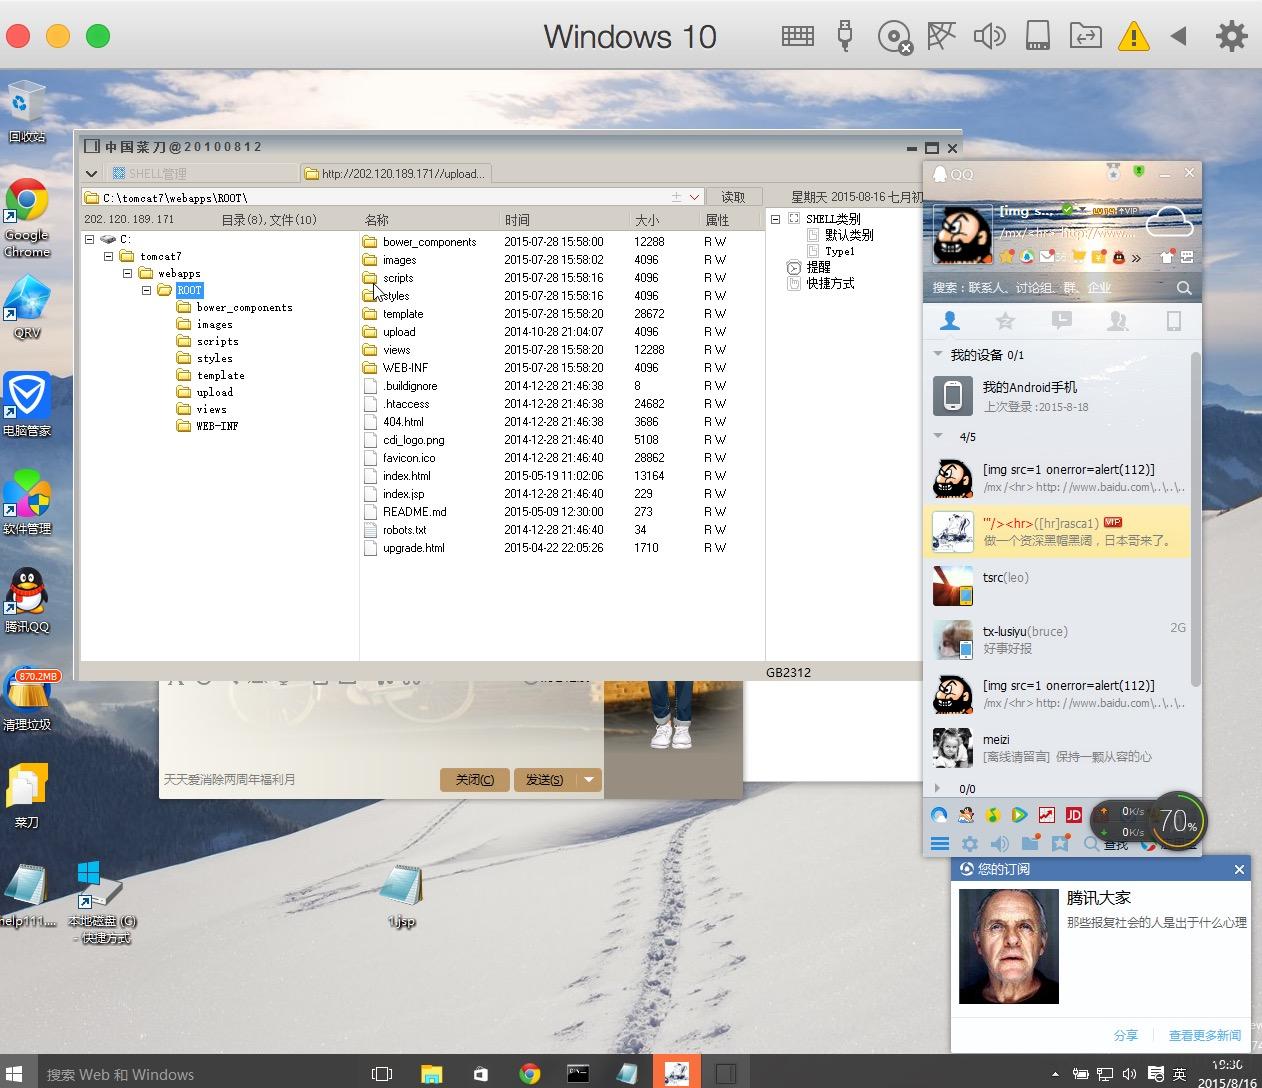 Windows 10
回收站
Google
Chrome
QRV
电脑管家
软件管理
腾讯QQ
870.2MB
清理垃圾
菜刀
help111....
本地磁盘 (C)
- 快捷方式
1.jsp
中国菜刀@20100812
SHELL管理
http://202.120.189.171//upload...
C:\tomcat7\webapps\ROOT\
读取
星期天 2015-08-16 七月初
202.120.189.171
目录(8),文件(10)
名称 时间 大小 属性
C:
tomcat7
webapps
ROOT
bower_components
images
scripts
styles
template
upload
views
WEB-INF
bower_components 2015-07-28 15:58:00 12288 R W
images 2015-07-28 15:58:02 4096 R W
scripts 2015-07-28 15:58:16 4096 R W
styles 2015-07-28 15:58:16 4096 R W
template 2015-07-28 15:58:20 28672 R W
upload 2014-10-28 21:04:07 4096 R W
views 2015-07-28 15:58:20 12288 R W
WEB-INF 2015-07-28 15:58:20 4096 R W
.buildignore 2014-12-28 21:46:38 8 R W
.htaccess 2014-12-28 21:46:38 24682 R W
404.html 2014-12-28 21:46:38 3686 R W
cdi_logo.png 2014-12-28 21:46:40 5108 R W
favicon.ico 2014-12-28 21:46:40 28862 R W
index.html 2015-05-19 11:02:06 13164 R W
index.jsp 2014-12-28 21:46:40 229 R W
README.md 2015-05-09 12:30:00 273 R W
robots.txt 2014-12-28 21:46:40 34 R W
upgrade.html 2015-04-22 22:05:26 1710 R W
SHELL类别
默认类别
Type1
提醒
快捷方式
GB2312
天天爱消除两周年福利月
关闭(C)
发送(S)
QQ
[img s...
/mx/<hr> http://www...
搜索：联系人、讨论组、群、企业
我的设备 0/1
我的Android手机
上次登录 :2015-8-18
4/5
[img src=1 onerror=alert(112)]
/mx/<hr> http://www.baidu.com\..\..\..
'"/><hr>([hr]rasca1) VIP
做一个资深黑帽黑阔，日本哥来了。
tsrc(leo)
tx-lusiyu(bruce) 2G
好事好报
[img src=1 onerror=alert(112)]
/mx/<hr> http://www.baidu.com\..\..\..
meizi
[离线请留言] 保持一颗从容的心
0/0
JD
0K/s
0K/s
70%
查找
您的订阅
腾讯大家
那些报复社会的人是出于什么心理
分享
查看更多新闻
搜索 Web 和 Windows
英
19:30
2015/8/16